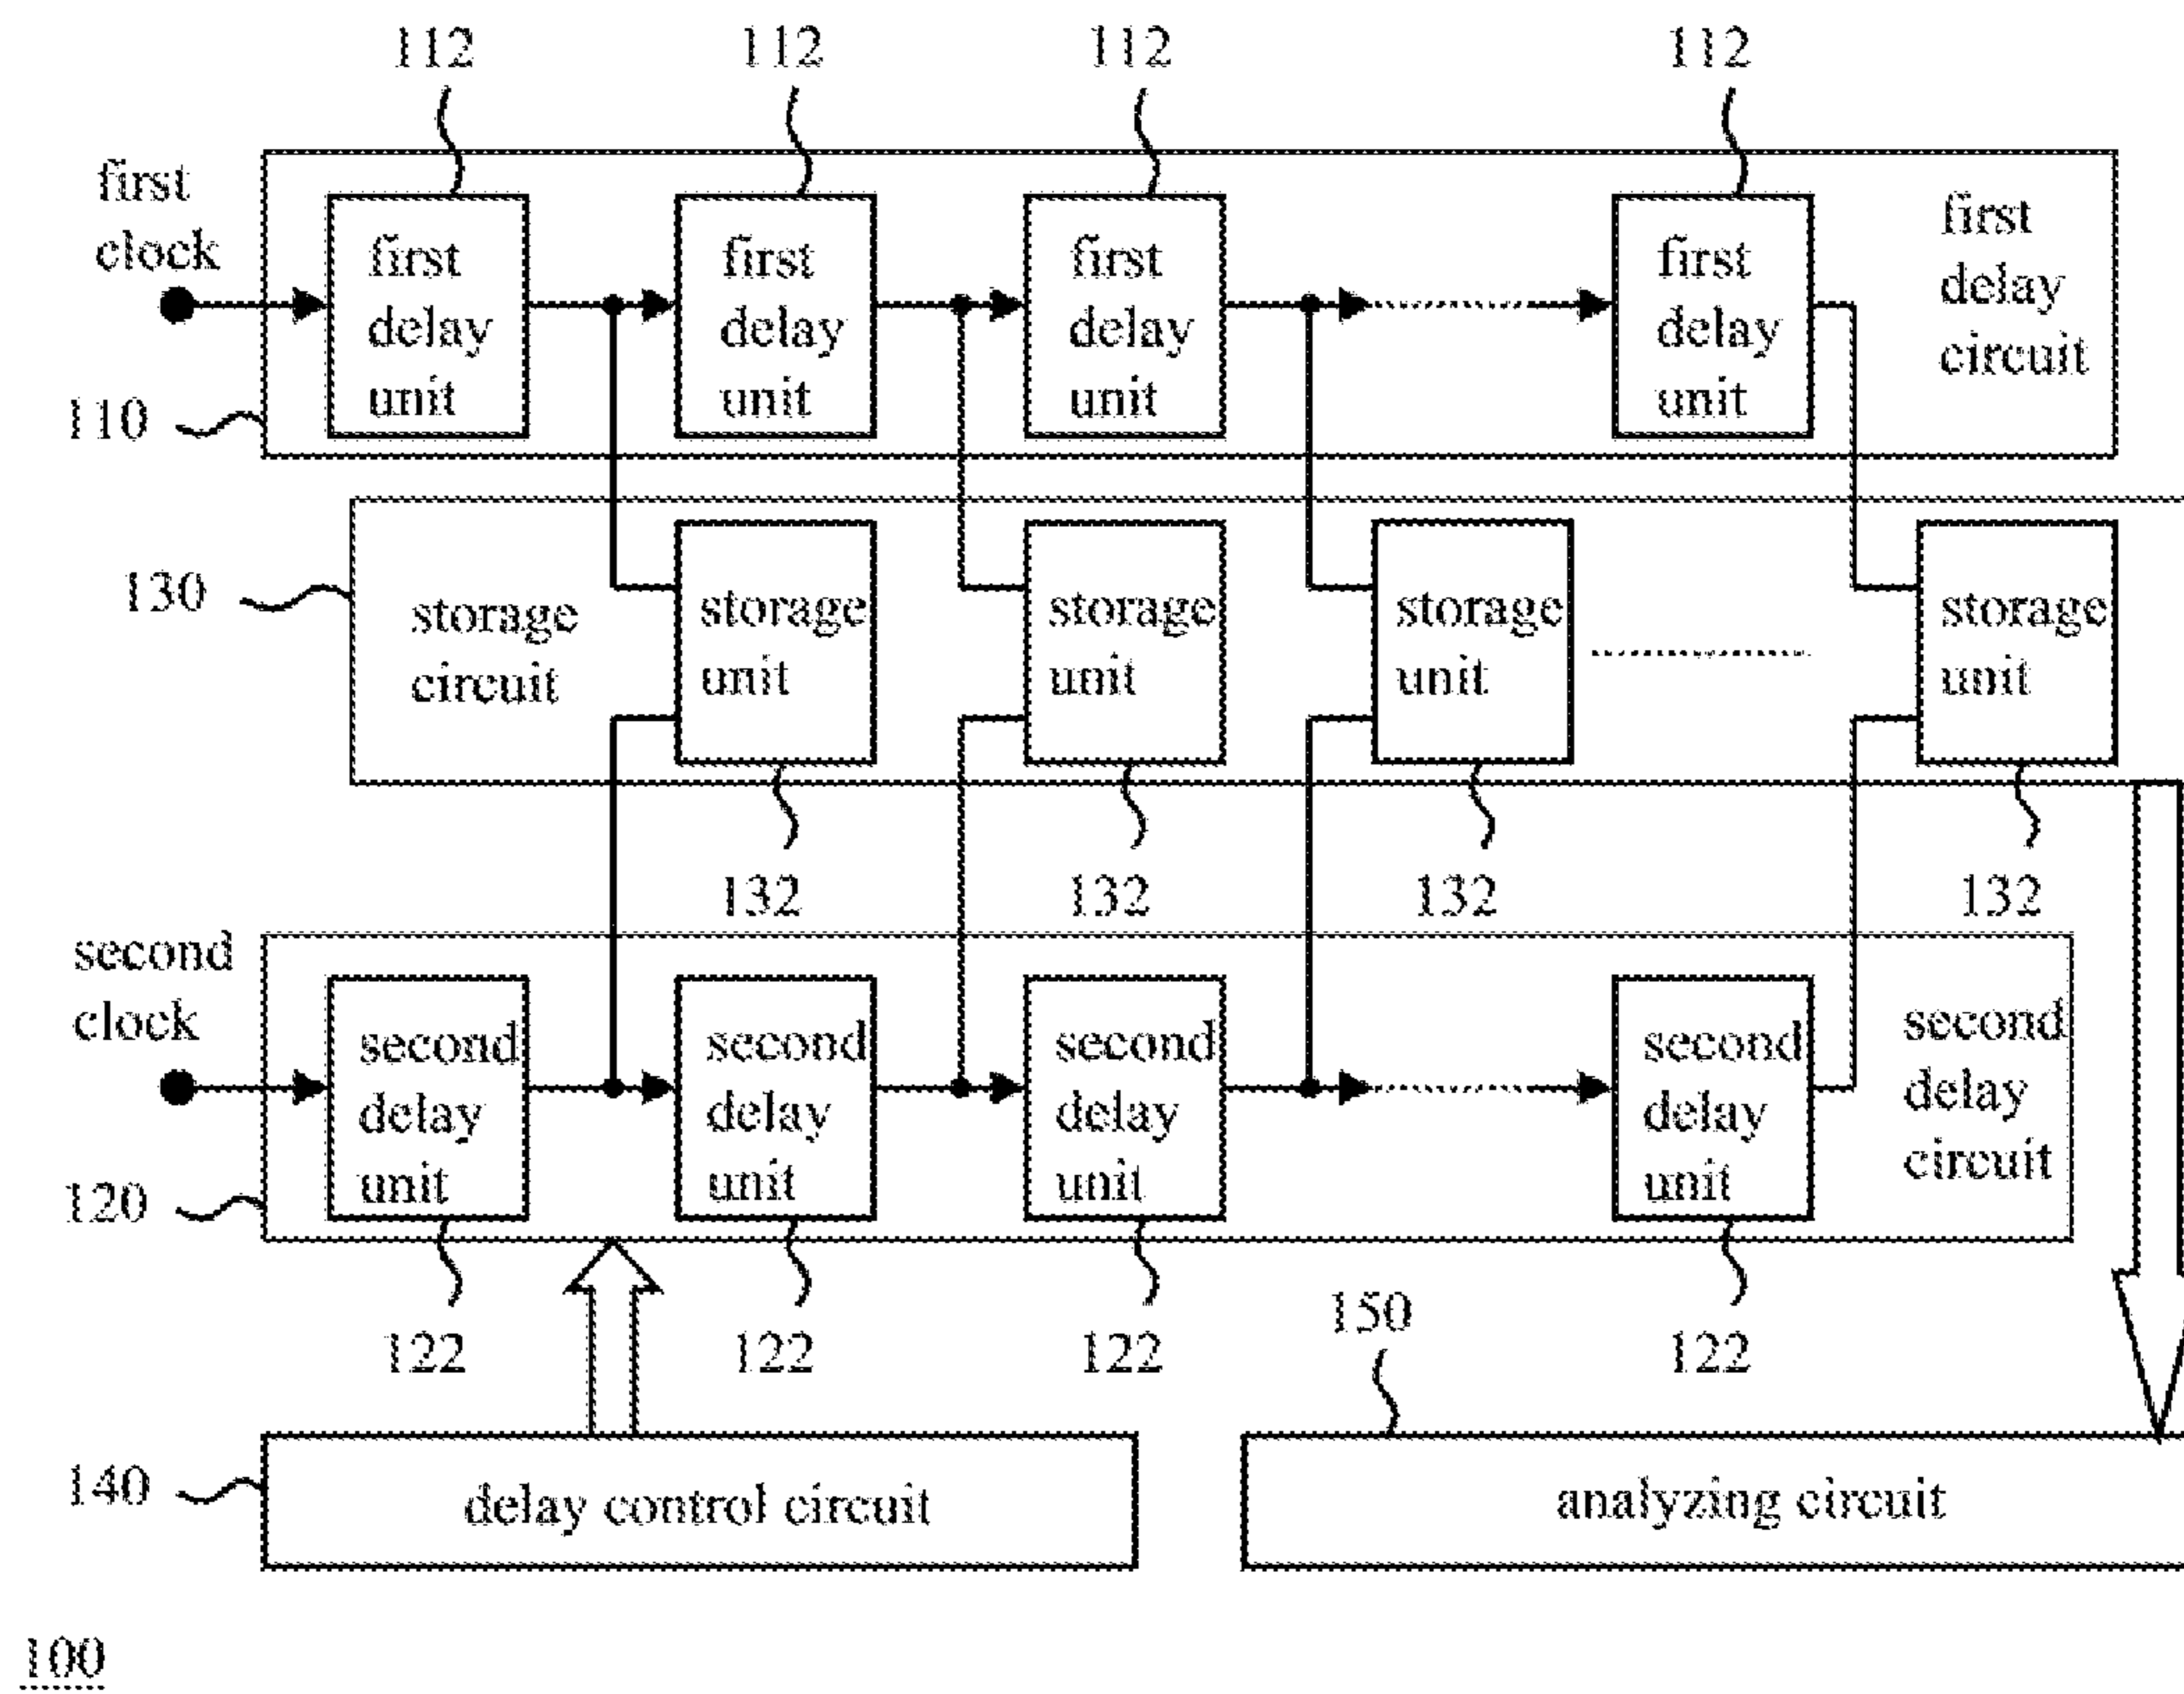 112 112 112 112
first
clock
first
delay
unit
first
delay
unit
first
delay
unit
first
delay
unit
first
delay
circuit
110
130
storage
circuit
storage
unit
storage
unit
storage
unit
storage
unit
132 132 132 132
second
clock
second
delay
unit
second
delay
unit
second
delay
unit
second
delay
unit
second
delay
circuit
120
122 122 122 122
150
140
delay control circuit
analyzing circuit
100